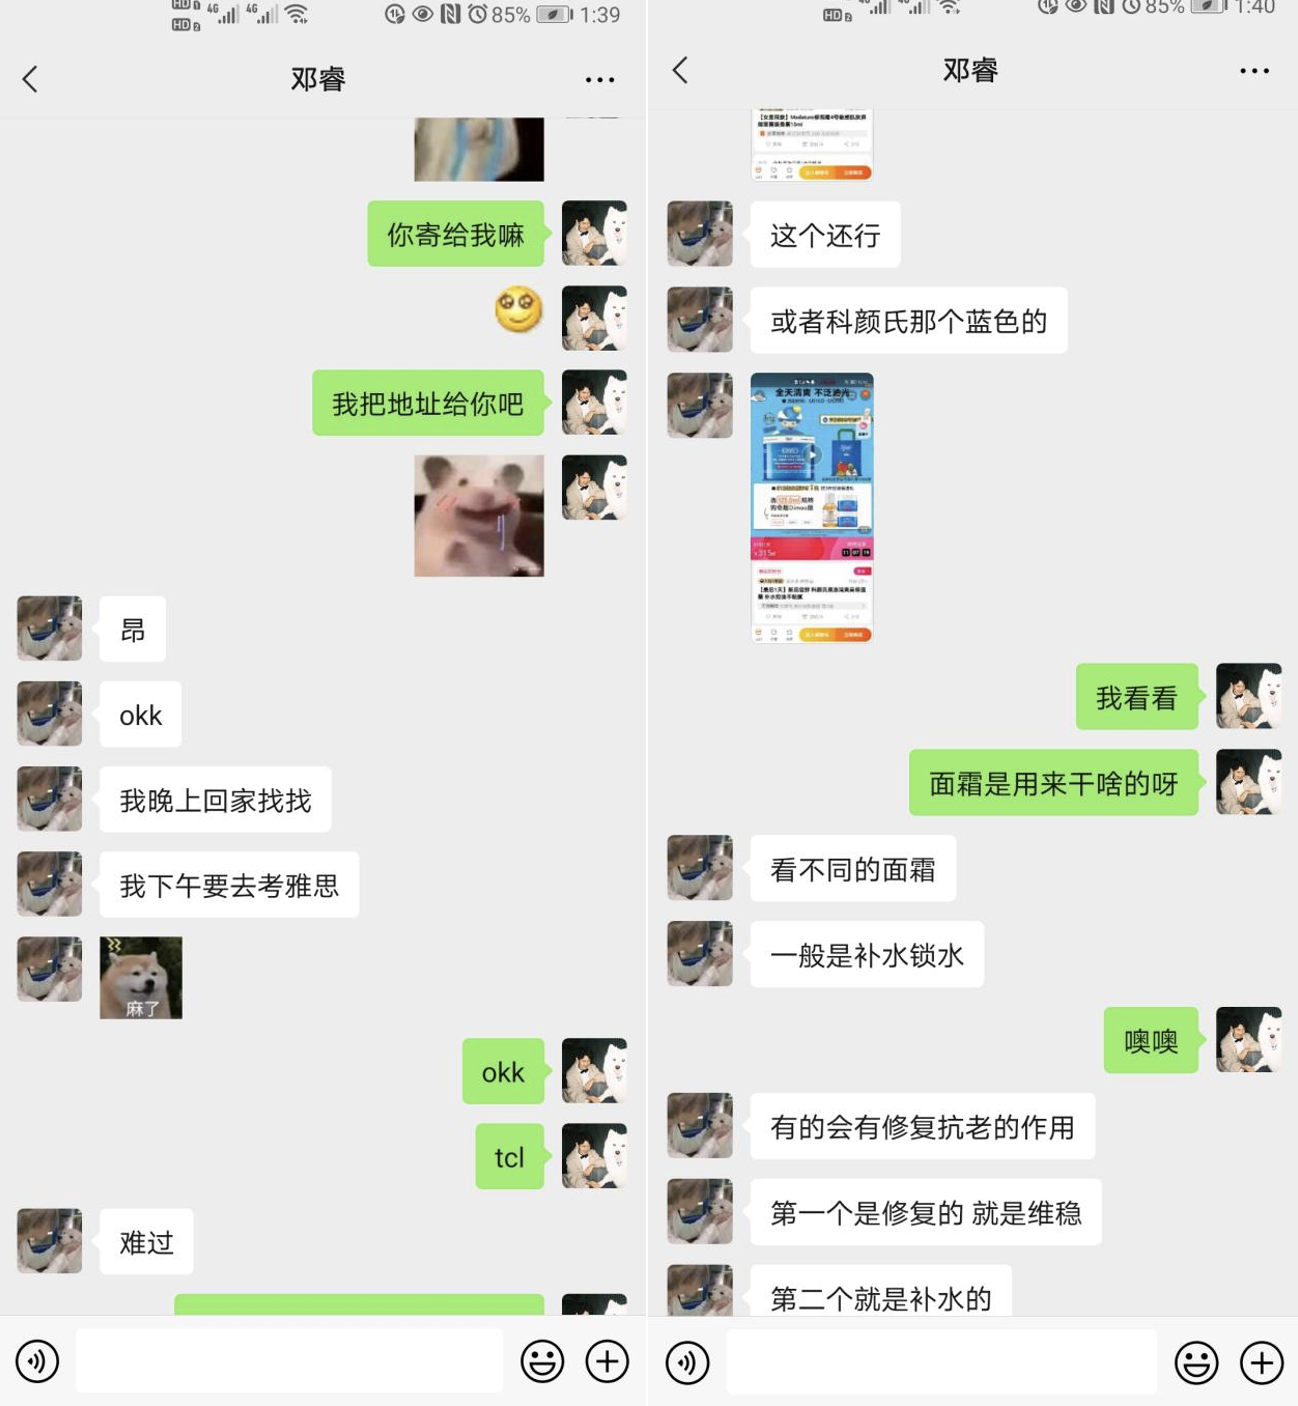 HD 1
HD 2
4G
4G
85%
1:39
邓睿
你寄给我嘛
我把地址给你吧
昂
okk
我晚上回家找找
我下午要去考雅思
麻了
okk
tcl
难过
HD 2
85%
1:40
邓睿
这个还行
或者科颜氏那个蓝色的
全天清爽 不泛油光
我看看
面霜是用来干啥的呀
看不同的面霜
一般是补水锁水
噢噢
有的会有修复抗老的作用
第一个是修复的 就是维稳
第二个就是补水的